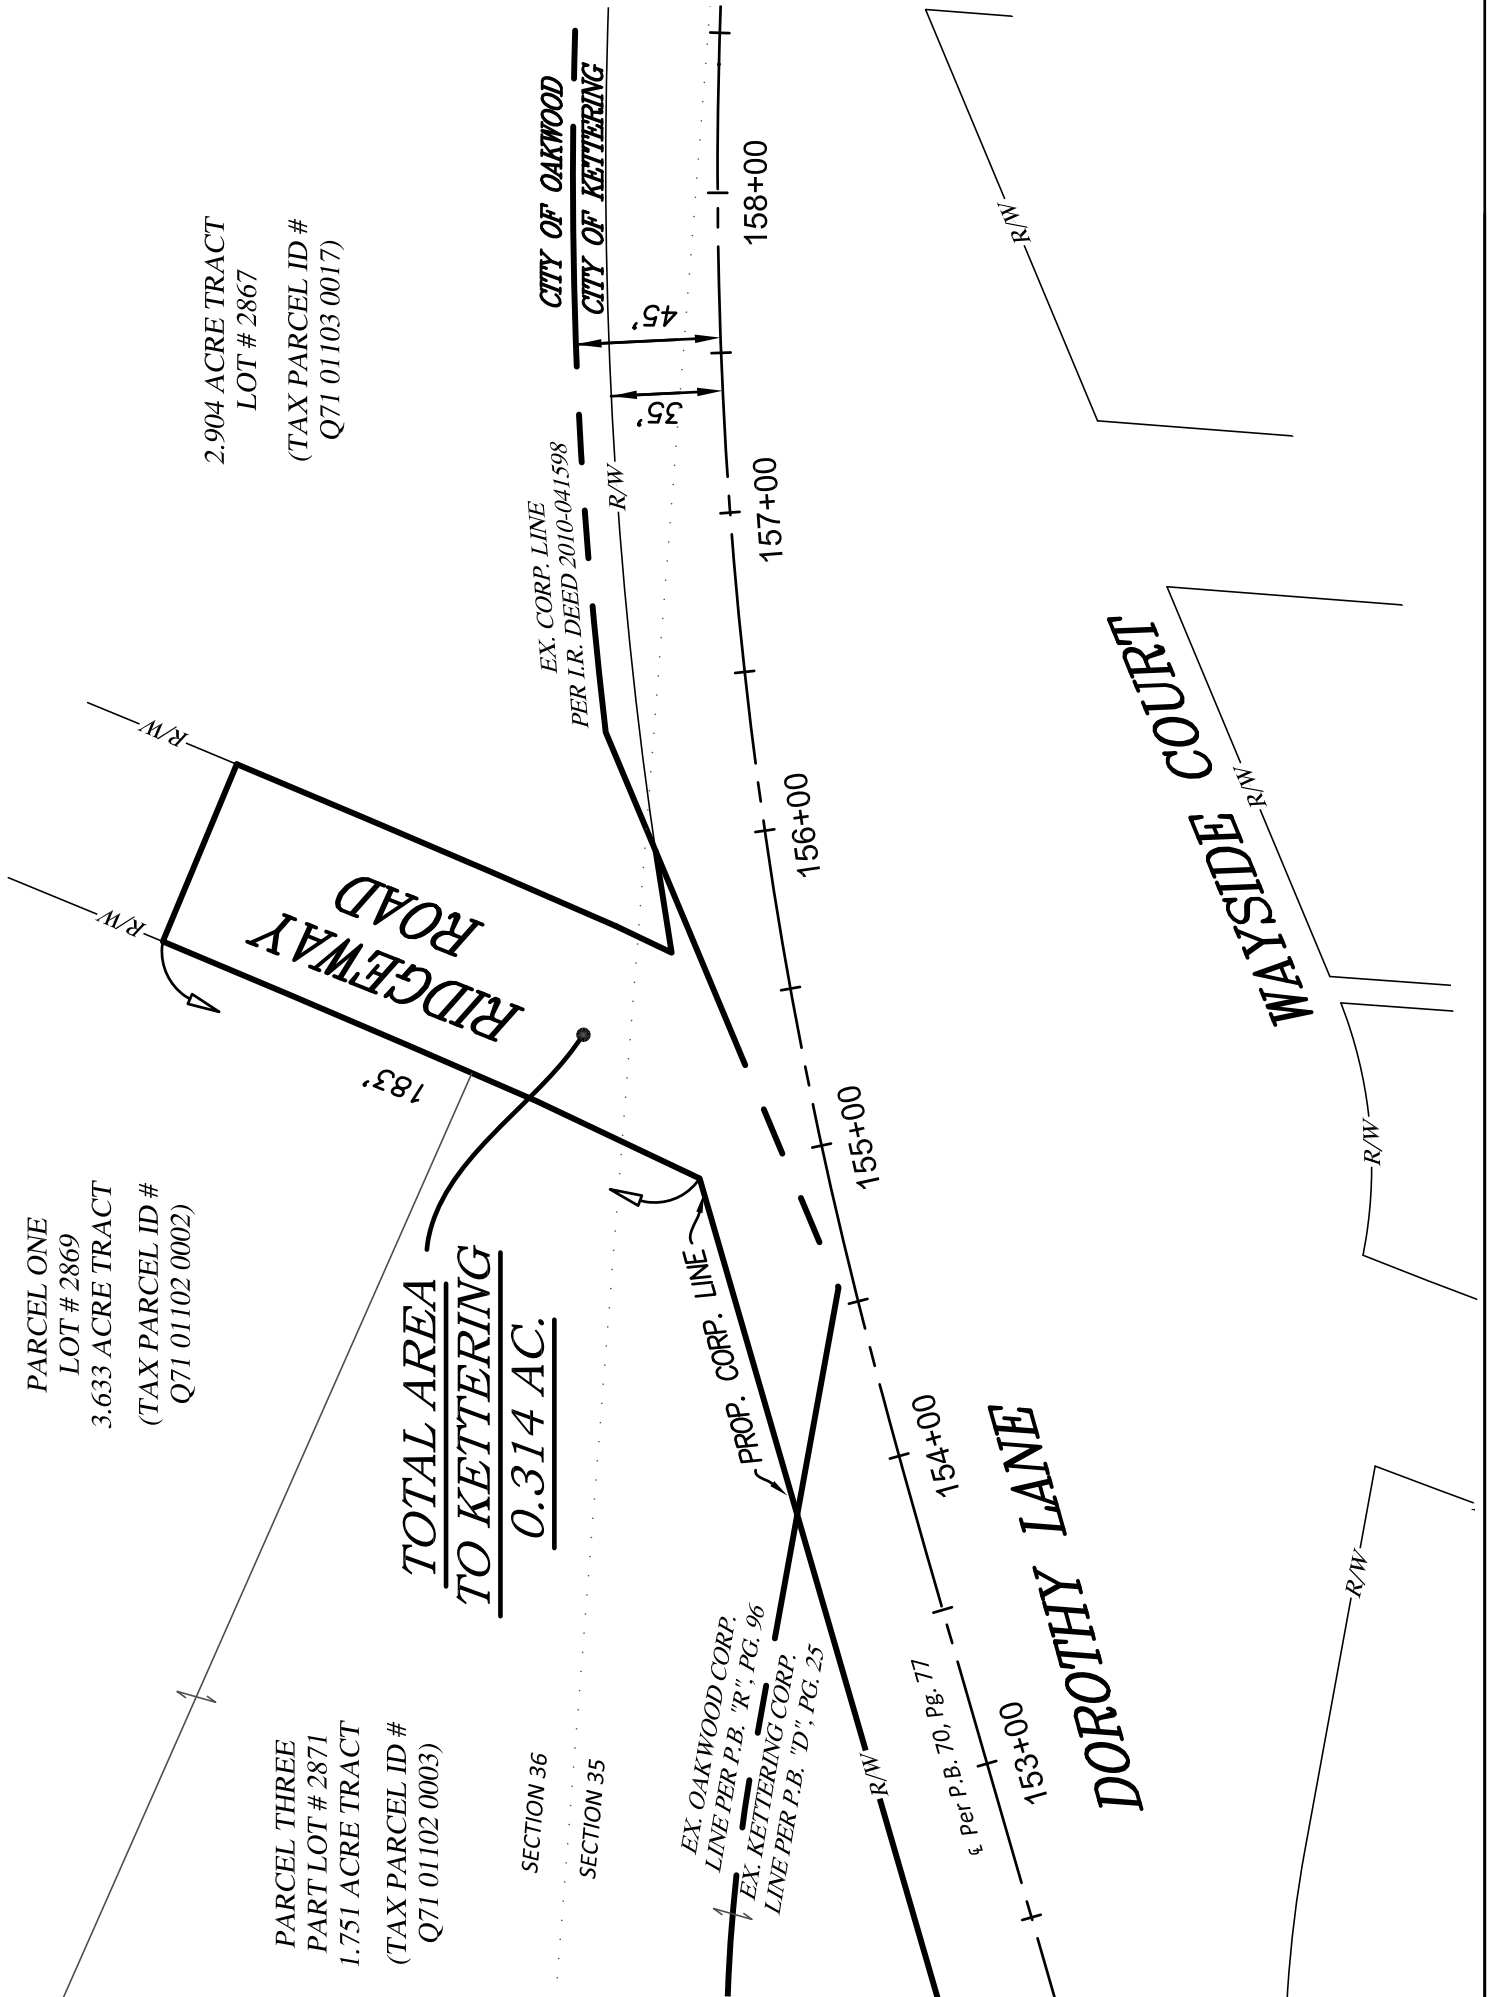 PARCEL ONE
LOT # 2869
3.633 ACRE TRACT
(TAX PARCEL ID #
Q71 01102 0002)
2.904 ACRE TRACT
LOT # 2867
(TAX PARCEL ID #
Q71 01103 0017)
PARCEL THREE
PART LOT # 2871
1.751 ACRE TRACT
(TAX PARCEL ID #
Q71 01102 0003)
R/W
R/W
RIDGEWAY
ROAD
183'
TOTAL AREA
TO KETTERING
0.314 AC.
SECTION 36
SECTION 35
CITY OF OAKWOOD
CITY OF KETTERING
EX. CORP. LINE
PER I.R. DEED 2010-041598
R/W
45'
35'
PROP. CORP. LINE
EX. OAKWOOD CORP.
LINE PER P.B. "R", PG. 96
EX. KETTERING CORP.
LINE PER P.B. "D", PG. 25
R/W
℄ Per P.B. 70, Pg. 77
153+00
154+00
155+00
156+00
157+00
158+00
DOROTHY LANE
WAYSIDE COURT
R/W
R/W
R/W
R/W